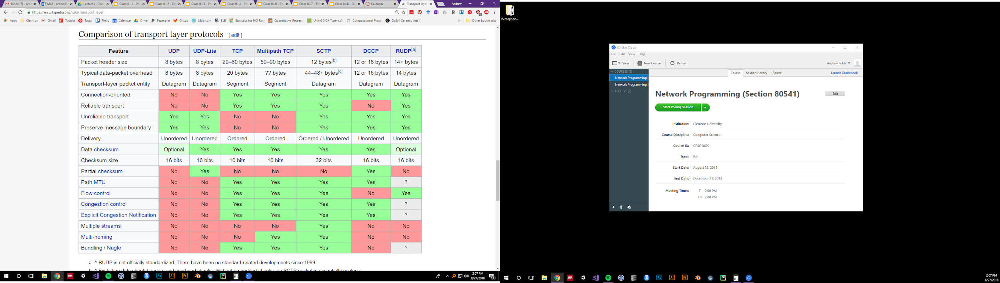 Inbox (7) - aro
Mail - arobb@
Lectures - Goo
Class 01.1 - W
Class 01.2 - De
Class 01.3 - Pr
Class 01.4 - Pr
Class 01.6 - So
Class 01.7 - Th
Class 01.8 - Do
Calendar
Transport laye
Andrew
https://en.wikipedia.org/wiki/Transport_layer
Apps Clemson Gmail Todoist Toggl Trello Calendar Drive Paperpile GitLab Libib.com BLB Statistics for HCI Res Quantitative Researc Unity3D C# Type-saf Computational Pragm Daily | Ceramic Arts D » Other bookmarks
Comparison of transport layer protocols [ edit ]
Feature UDP UDP-Lite TCP Multipath TCP SCTP DCCP RUDP[a]
Packet header size 8 bytes 8 bytes 20–60 bytes 50–90 bytes 12 bytes[b] 12 or 16 bytes 14+ bytes
Typical data-packet overhead 8 bytes 8 bytes 20 bytes ?? bytes 44–48+ bytes[c] 12 or 16 bytes 14 bytes
Transport-layer packet entity Datagram Datagram Segment Segment Datagram Datagram Datagram
Connection-oriented No No Yes Yes Yes Yes Yes
Reliable transport No No Yes Yes Yes No Yes
Unreliable transport Yes Yes No No Yes Yes Yes
Preserve message boundary Yes Yes No No Yes Yes Yes
Delivery Unordered Unordered Ordered Ordered Ordered / Unordered Unordered Unordered
Data checksum Optional Yes Yes Yes Yes Yes Optional
Checksum size 16 bits 16 bits 16 bits 16 bits 32 bits 16 bits 16 bits
Partial checksum No Yes No No No Yes No
Path MTU No No Yes Yes Yes Yes ?
Flow control No No Yes Yes Yes No Yes
Congestion control No No Yes Yes Yes Yes ?
Explicit Congestion Notification No No Yes Yes Yes Yes ?
Multiple streams No No No No Yes No No
Multi-homing No No No Yes Yes No No
Bundling / Nagle No No Yes Yes Yes No ?
a. ^ RUDP is not officially standardized. There have been no standard-related developments since 1999.
b. ^ Excluding data chunk headers and overhead chunks. Without embedded chunks, an SCTP packet is essentially useless.
2:07 PM
8/27/2018
Perception...
iClicker Cloud
File Edit View Help
View New Course Refresh Andrew Robb
COURSES (2)
Network Programming (
Network Programming (
ARCHIVE (1)
Course Session History Roster Launch Gradebook
Network Programming (Section 80541) Edit
Start Polling Session
Institution: Clemson University
Course Discipline: Computer Science
Course ID: CPSC 3600
Term: Fall
Start Date: August 22, 2018
End Date: December 21, 2018
Meeting Times: T 2:00 PM
Th 2:00 PM
2:07 PM
8/27/2018